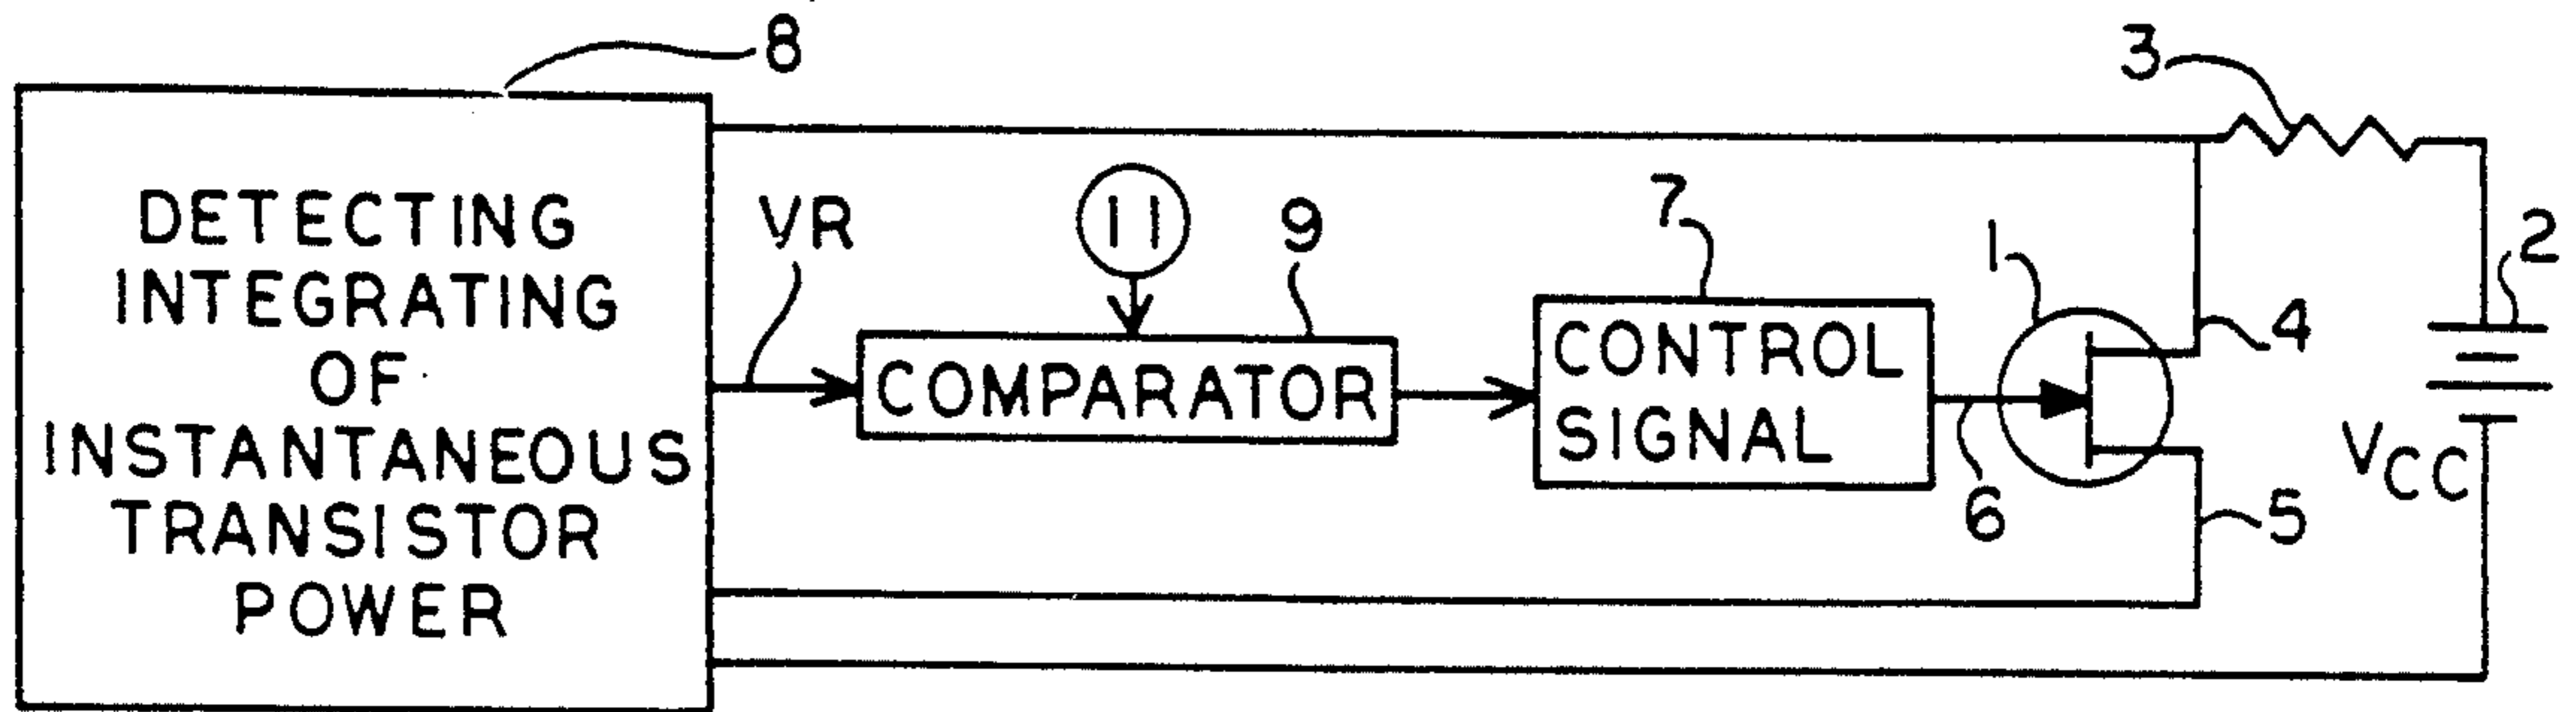 8
3
DETECTING
INTEGRATING
OF
INSTANTANEOUS
TRANSISTOR
POWER
VR
11
9
COMPARATOR
7
CONTROL
SIGNAL
1
6
4
5
2
VCC